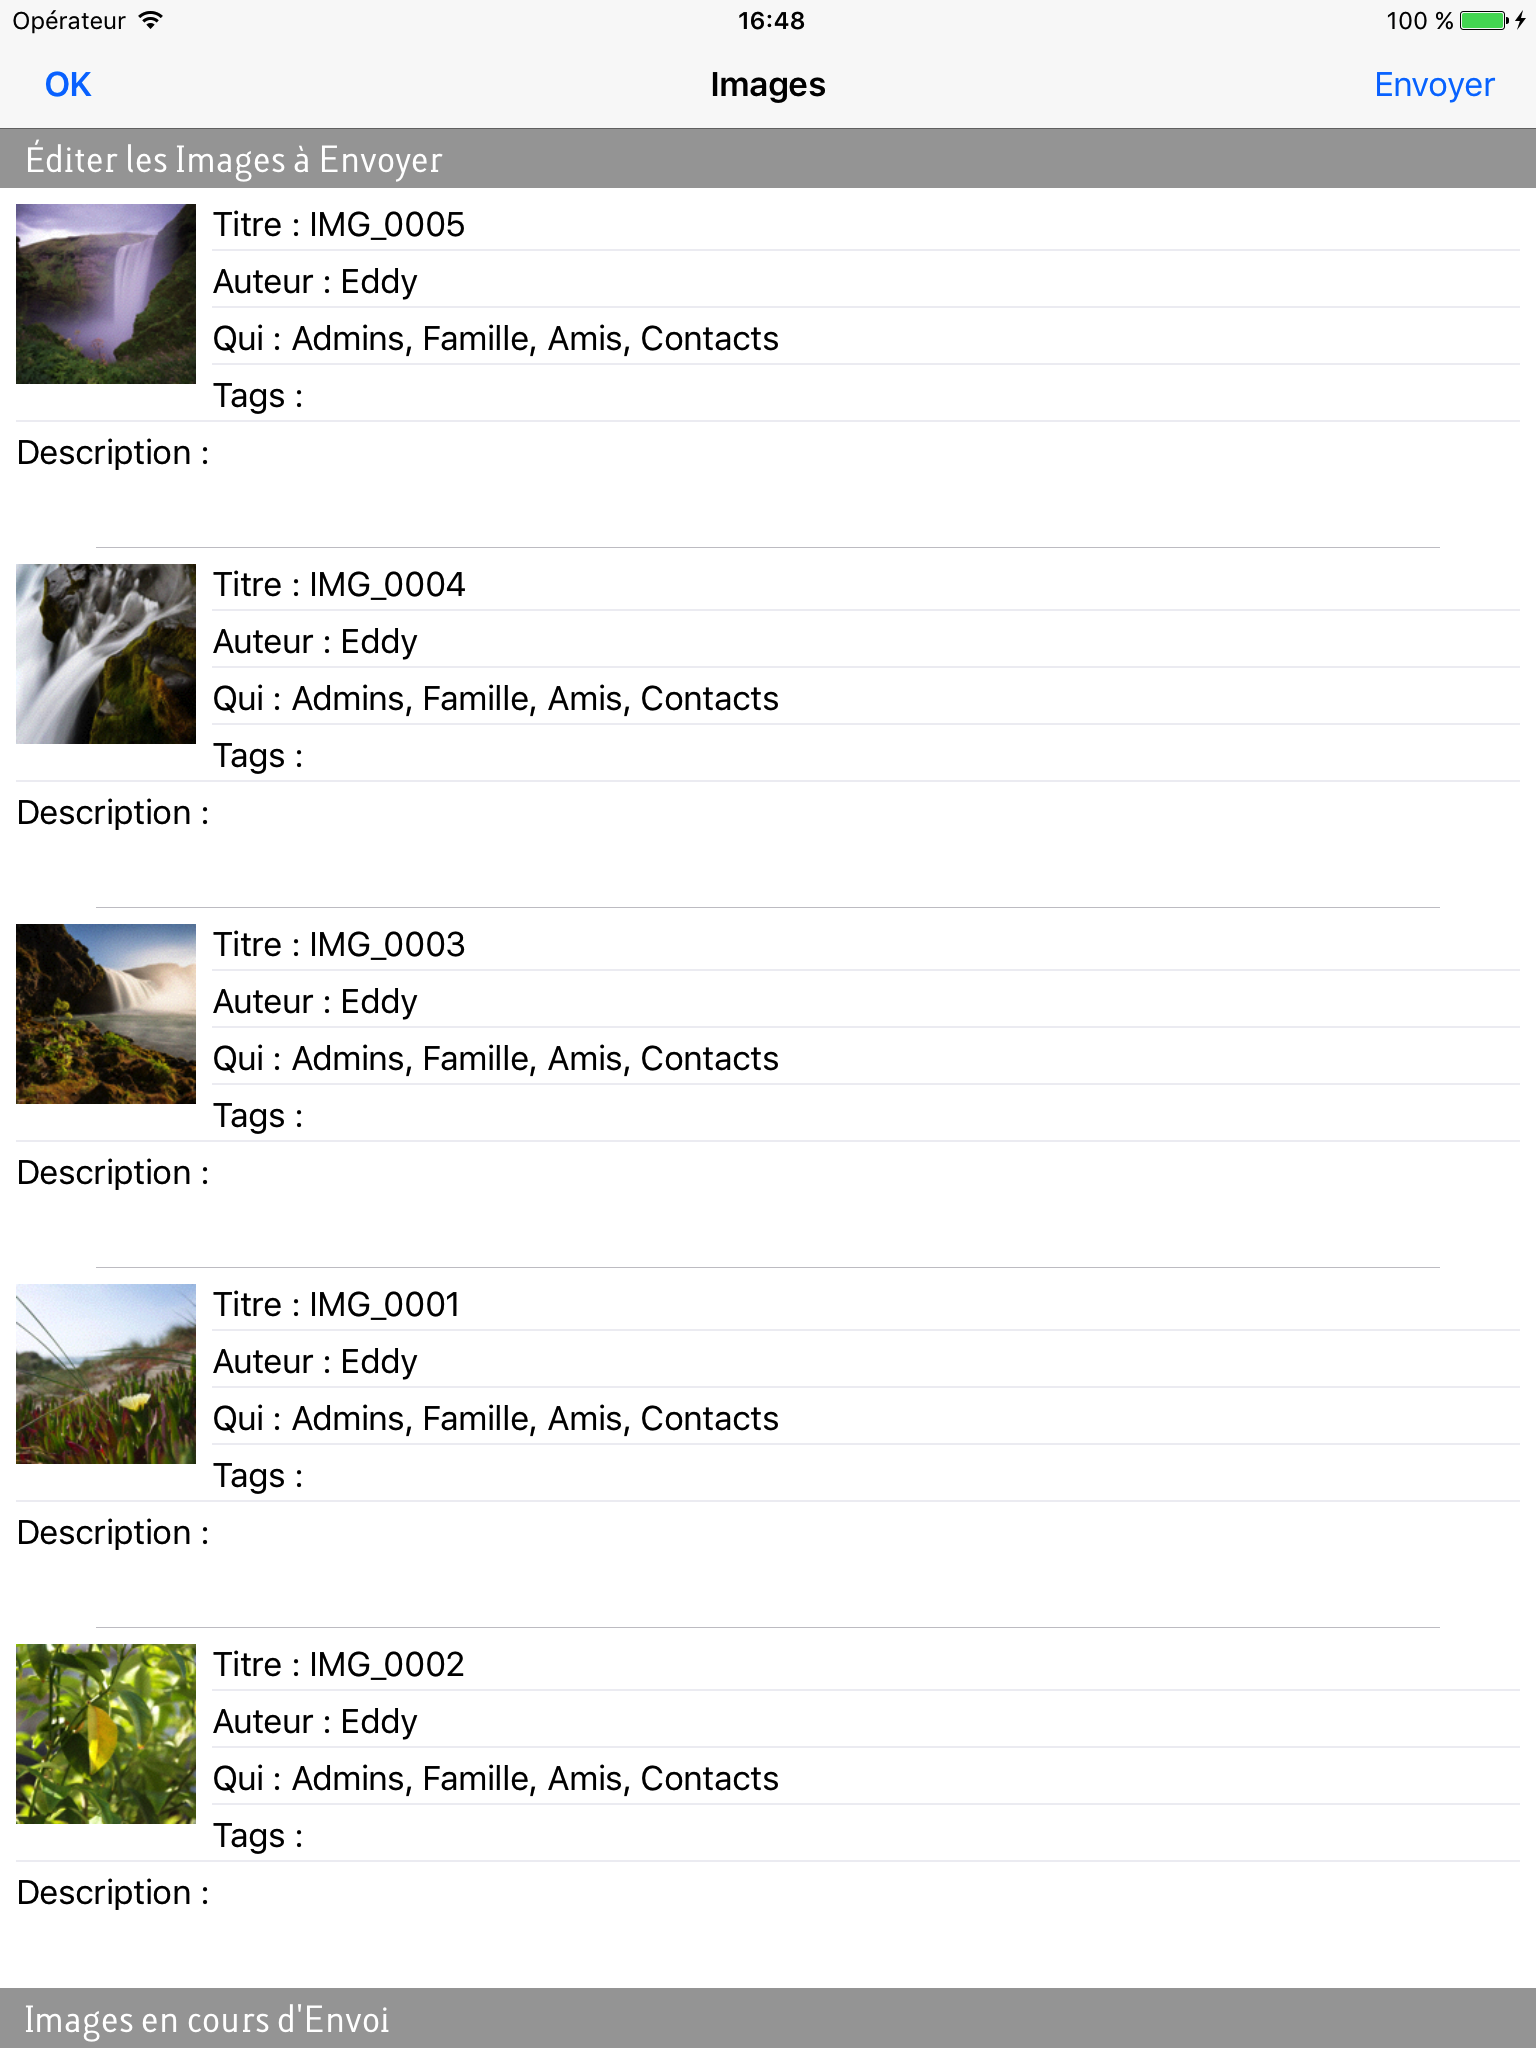 Opérateur 16:48 100 %
OK Images Envoyer
Éditer les Images à Envoyer
Titre : IMG_0005
Auteur : Eddy
Qui : Admins, Famille, Amis, Contacts
Tags :
Description :
Titre : IMG_0004
Auteur : Eddy
Qui : Admins, Famille, Amis, Contacts
Tags :
Description :
Titre : IMG_0003
Auteur : Eddy
Qui : Admins, Famille, Amis, Contacts
Tags :
Description :
Titre : IMG_0001
Auteur : Eddy
Qui : Admins, Famille, Amis, Contacts
Tags :
Description :
Titre : IMG_0002
Auteur : Eddy
Qui : Admins, Famille, Amis, Contacts
Tags :
Description :
Images en cours d'Envoi